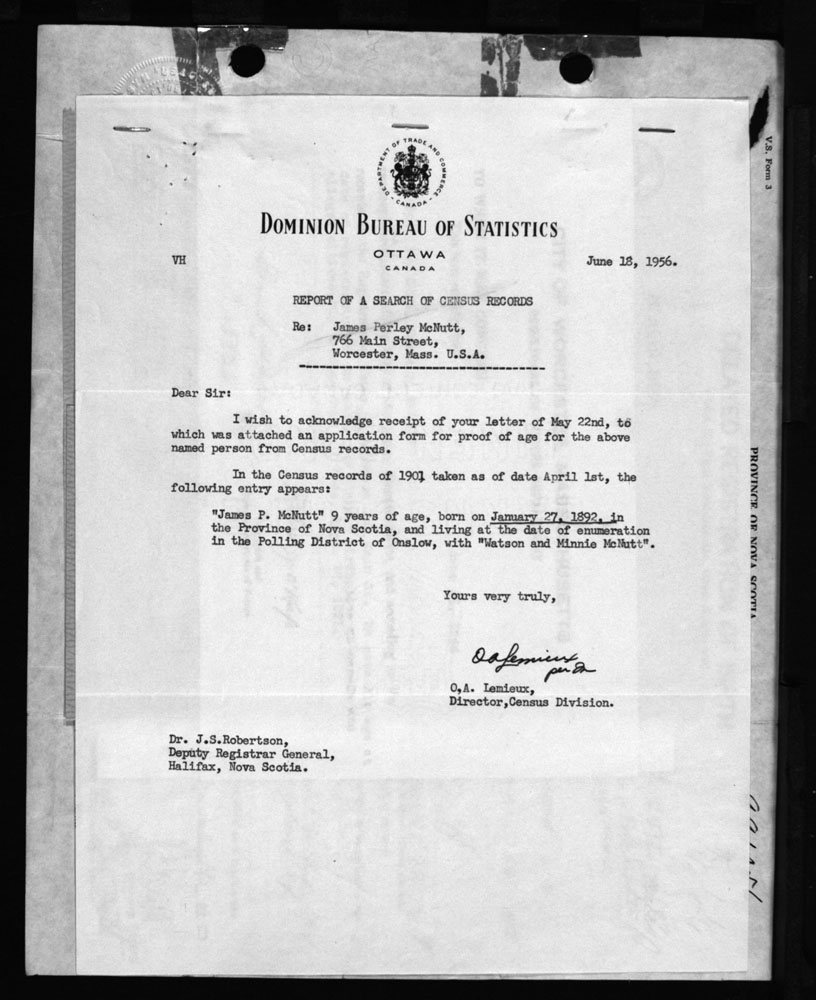 DEPARTMENT OF TRADE AND COMMERCE
- CANADA -
DOMINION BUREAU OF STATISTICS
OTTAWA
CANADA
VH
June 18, 1956.
REPORT OF A SEARCH OF CENSUS RECORDS
Re: James Perley McNutt,
766 Main Street,
Worcester, Mass. U.S.A.
Dear Sir:
I wish to acknowledge receipt of your letter of May 22nd, to
which was attached an application form for proof of age for the above
named person from Census records.
In the Census records of 1901 taken as of date April 1st, the
following entry appears:
"James P. McNutt" 9 years of age, born on January 27, 1892, in
the Province of Nova Scotia, and living at the date of enumeration
in the Polling District of Onslow, with "Watson and Minnie McNutt".
Yours very truly,
O A Lemieux
per
O,A. Lemieux,
Director,Census Division.
Dr. J.S.Robertson,
Deputy Registrar General,
Halifax, Nova Scotia.
V.S. Form 3
PROVINCE OF NOVA SCOTIA